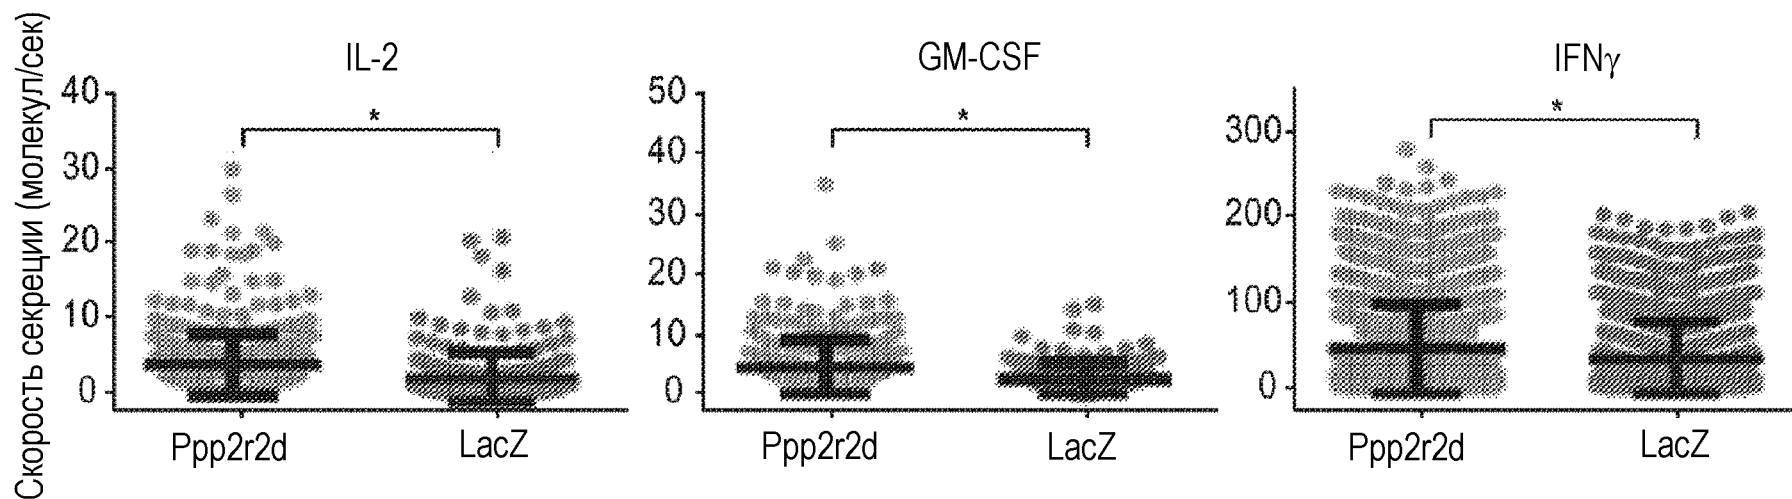 Скорость секреции (молекул/сек)
IL-2
40
30
20
10
0
*
Ppp2r2d
LacZ
GM-CSF
50
40
30
20
10
0
*
Ppp2r2d
LacZ
IFNγ
300
200
100
0
*
Ppp2r2d
LacZ